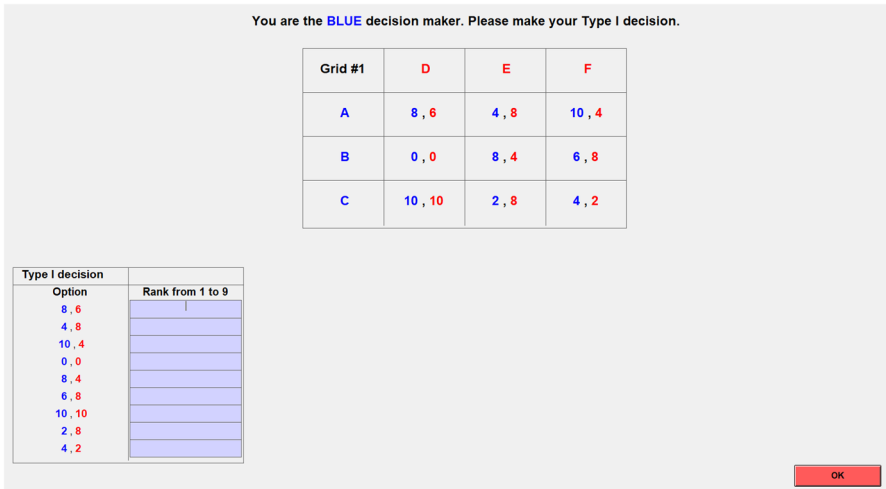 You are the BLUE decision maker. Please make your Type I decision.
Grid #1 D E F
A 8 , 6 4 , 8 10 , 4
B 0 , 0 8 , 4 6 , 8
C 10 , 10 2 , 8 4 , 2
Type I decision
Option Rank from 1 to 9
8 , 6
4 , 8
10 , 4
0 , 0
8 , 4
6 , 8
10 , 10
2 , 8
4 , 2
OK